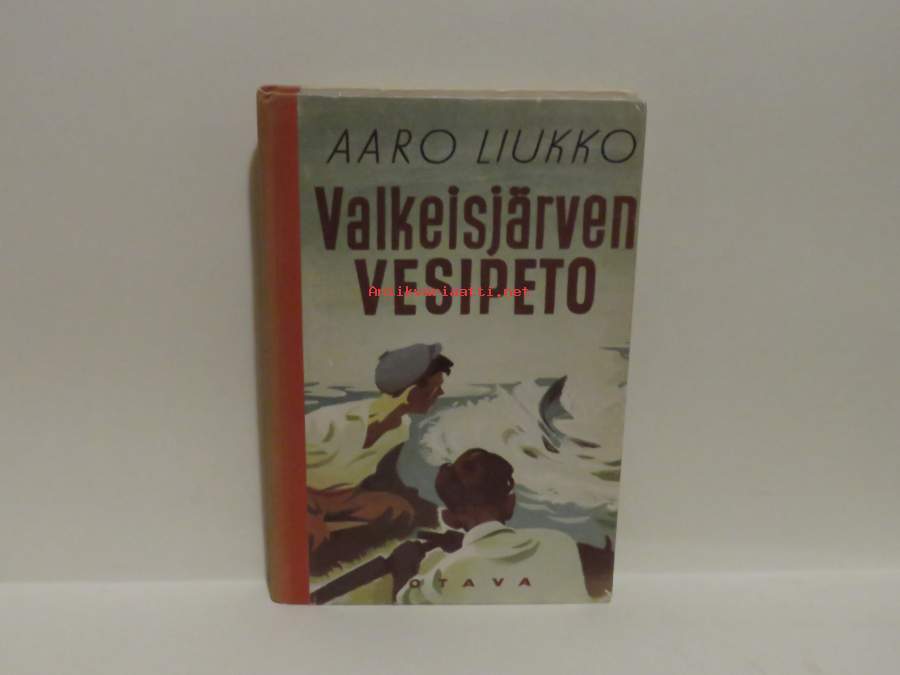 AARO LIUKKO
Valkeisjärven
VESIPETO
Antikvariaatti.net
OTAVA